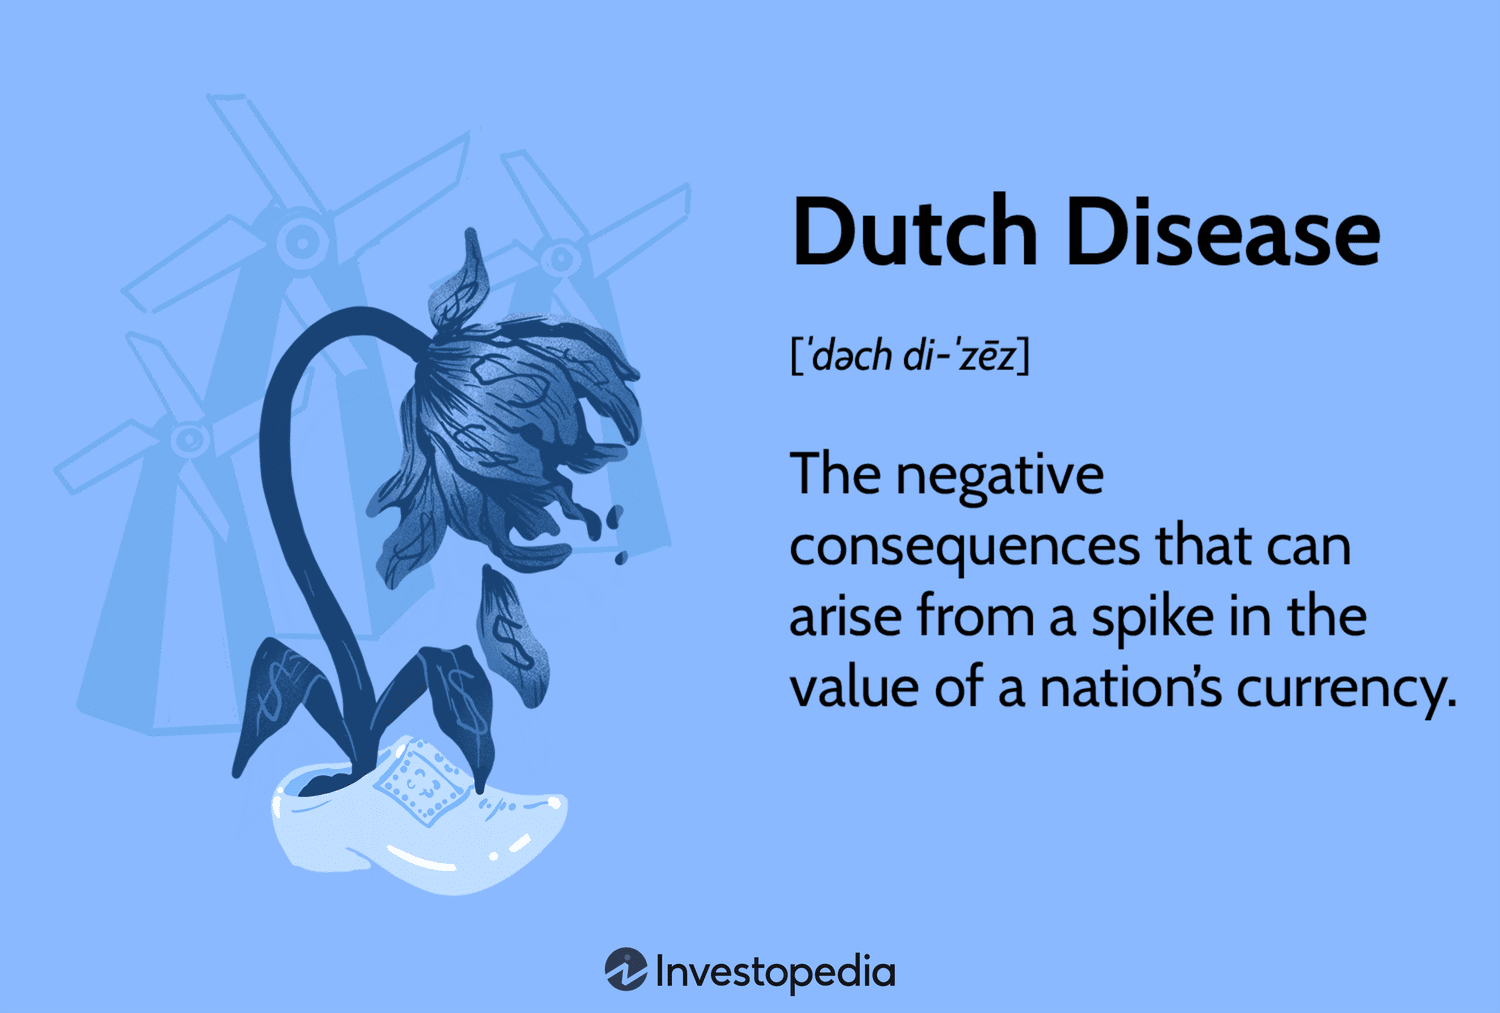 Dutch Disease
[ˈdəch di-ˈzēz]
The negative
consequences that can
arise from a spike in the
value of a nation’s currency.
$
$
$
$
$
$
Investopedia